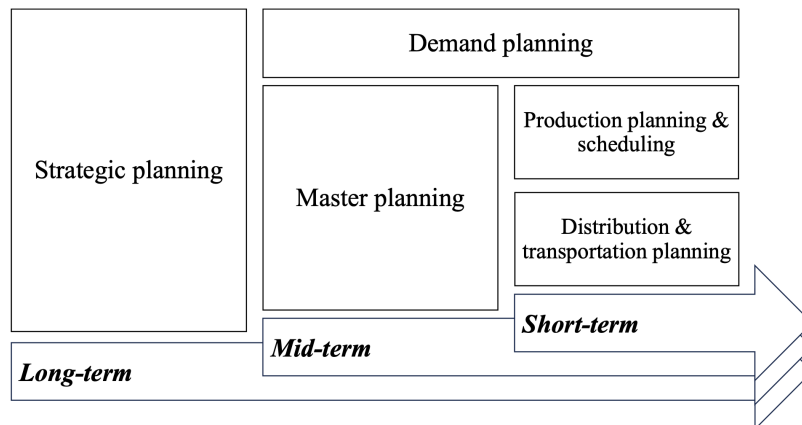 Demand planning
Strategic planning
Master planning
Production planning &
scheduling
Distribution &
transportation planning
Short-term
Mid-term
Long-term